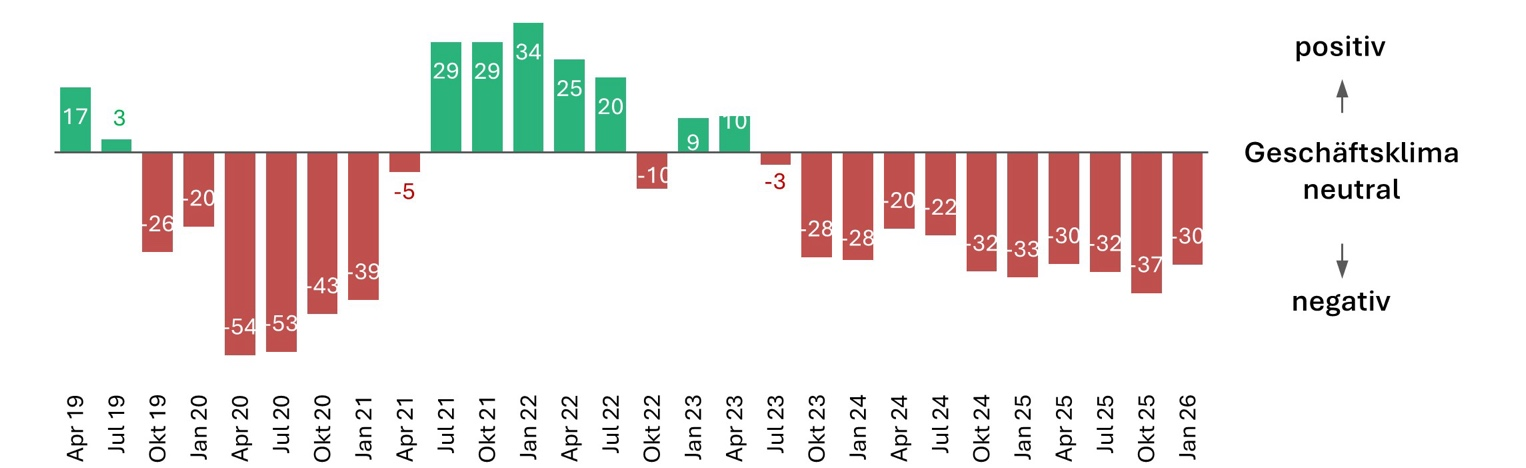 17
3
-26
-20
-54
-53
-43
-39
-5
29
29
34
25
20
-10
9
10
-3
-28
-28
-20
-22
-32
-33
-30
-32
-37
-30
Apr 19
Jul 19
Okt 19
Jan 20
Apr 20
Jul 20
Okt 20
Jan 21
Apr 21
Jul 21
Okt 21
Jan 22
Apr 22
Jul 22
Okt 22
Jan 23
Apr 23
Jul 23
Okt 23
Jan 24
Apr 24
Jul 24
Okt 24
Jan 25
Apr 25
Jul 25
Okt 25
Jan 26
positiv
Geschäftsklima
neutral
negativ